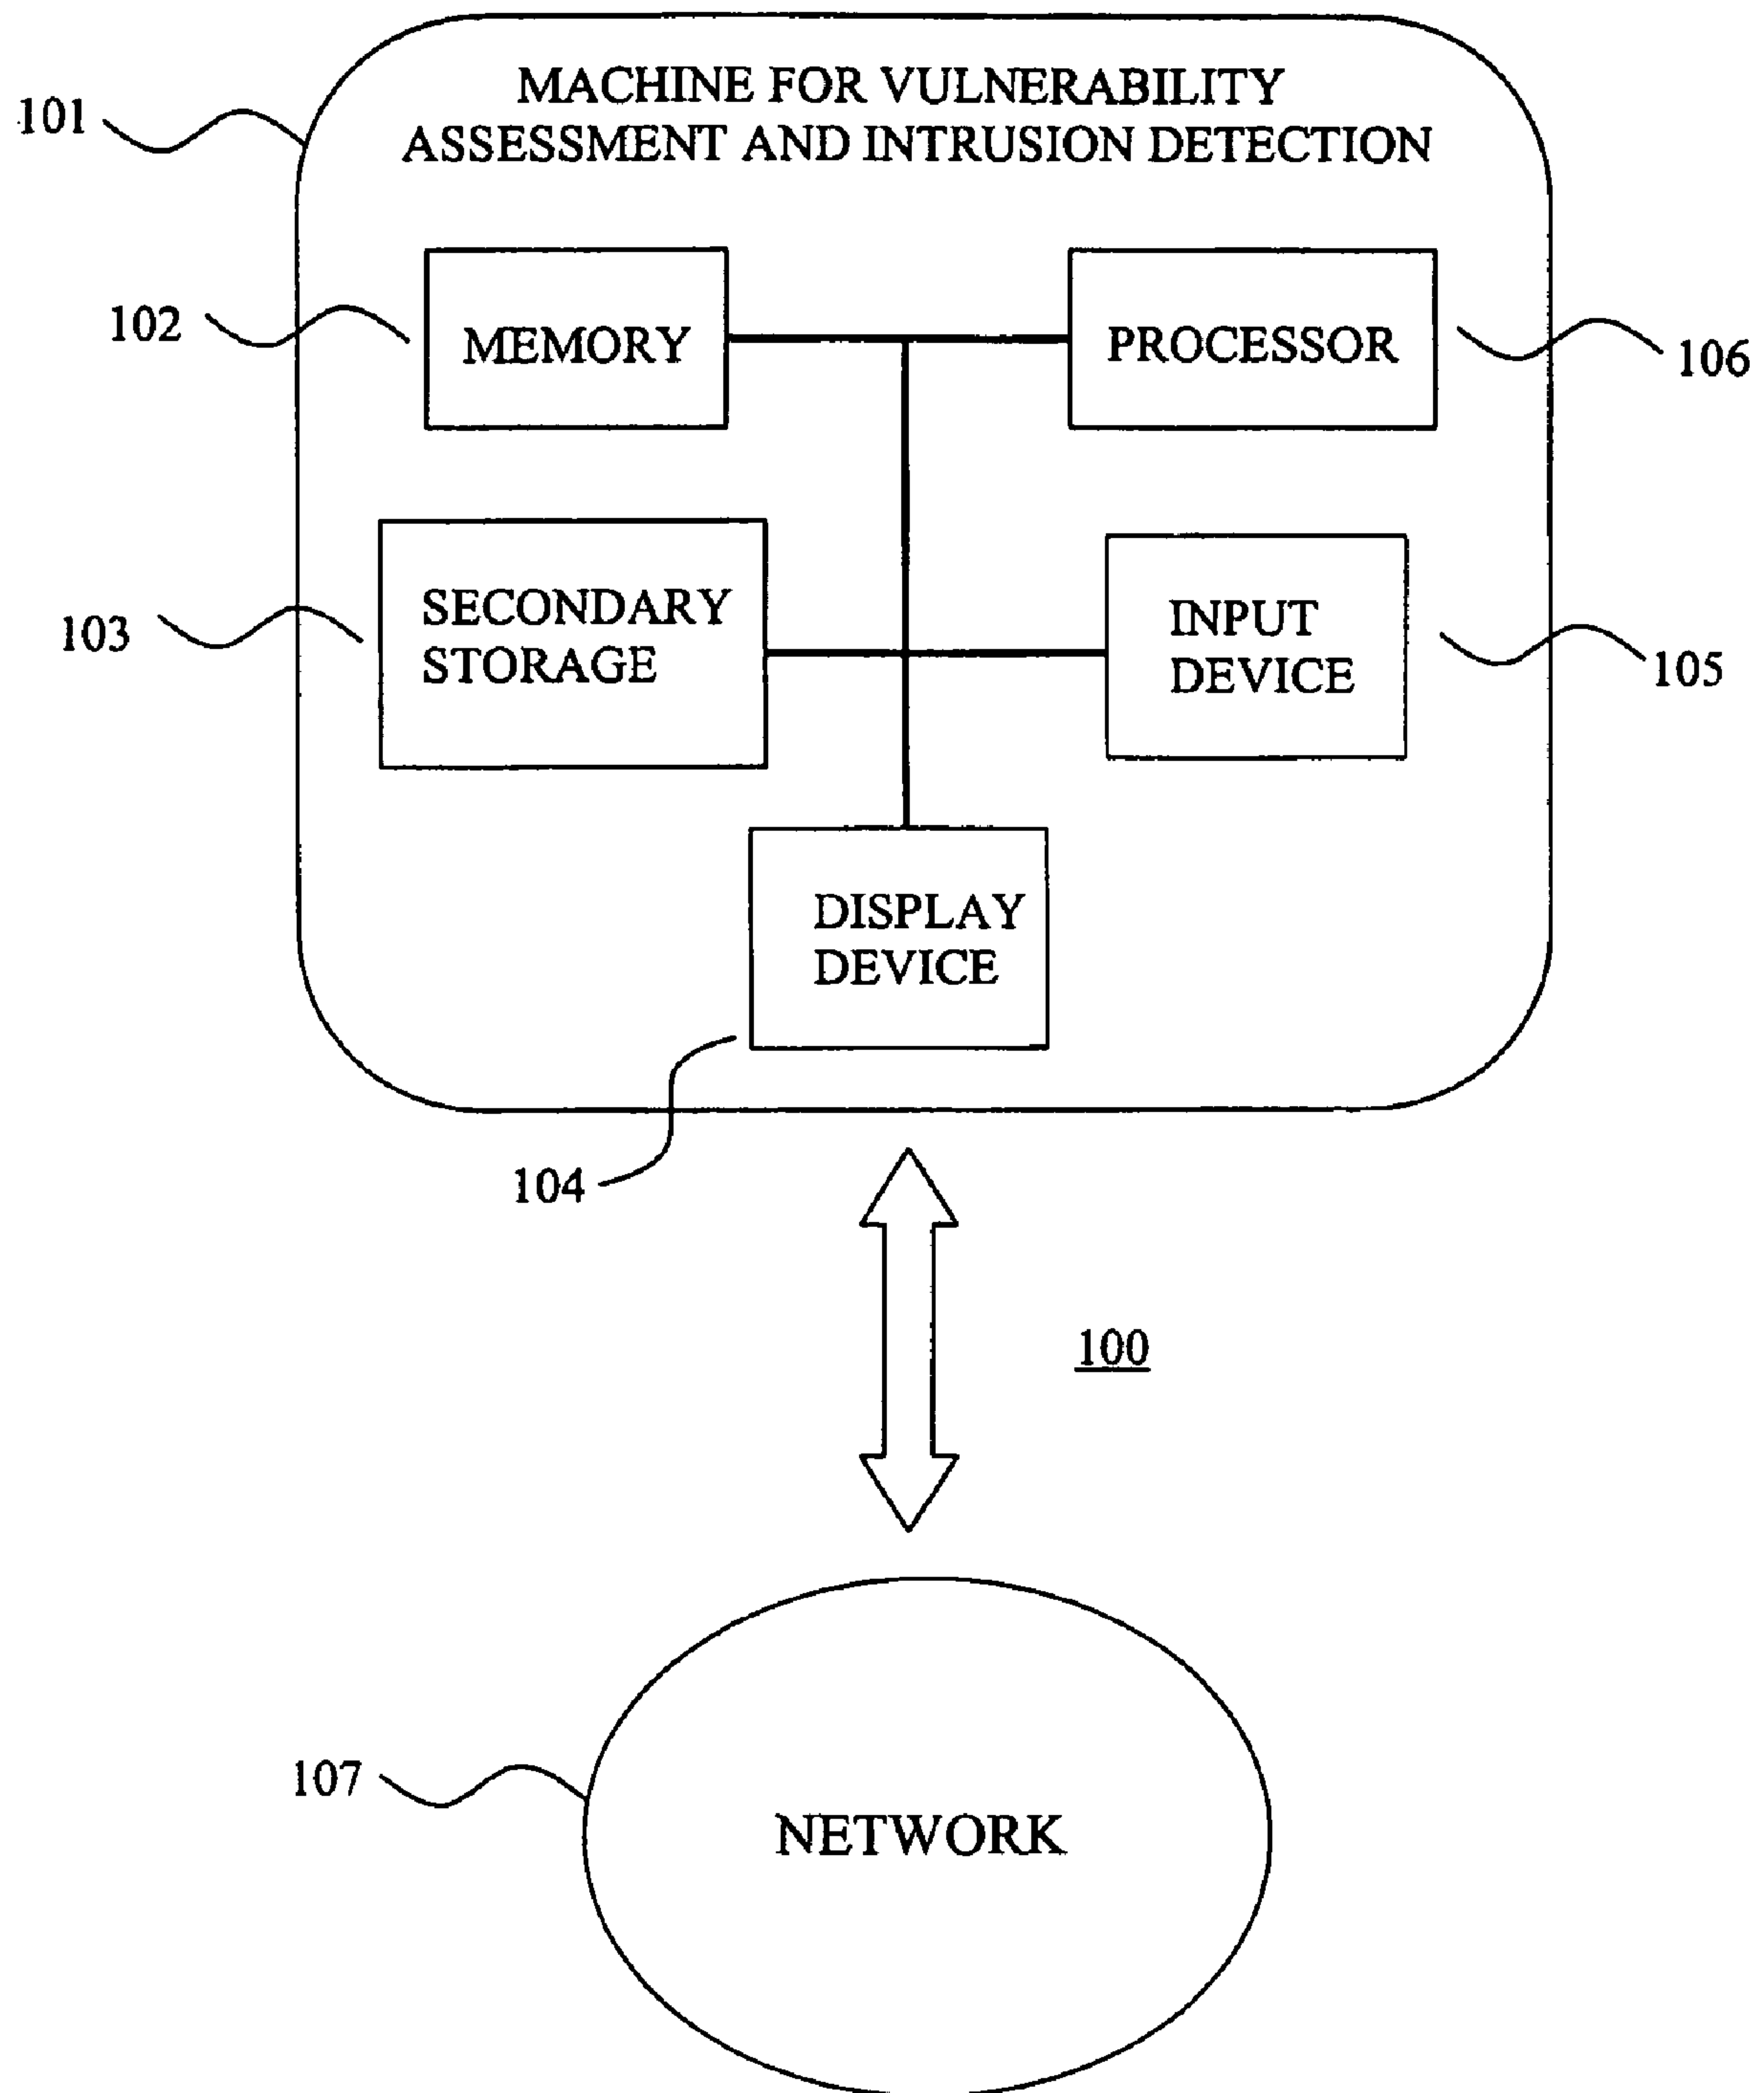 MACHINE FOR VULNERABILITY
ASSESSMENT AND INTRUSION DETECTION
101
102
MEMORY
PROCESSOR
106
103
SECONDARY
STORAGE
INPUT
DEVICE
105
DISPLAY
DEVICE
104
100
107
NETWORK